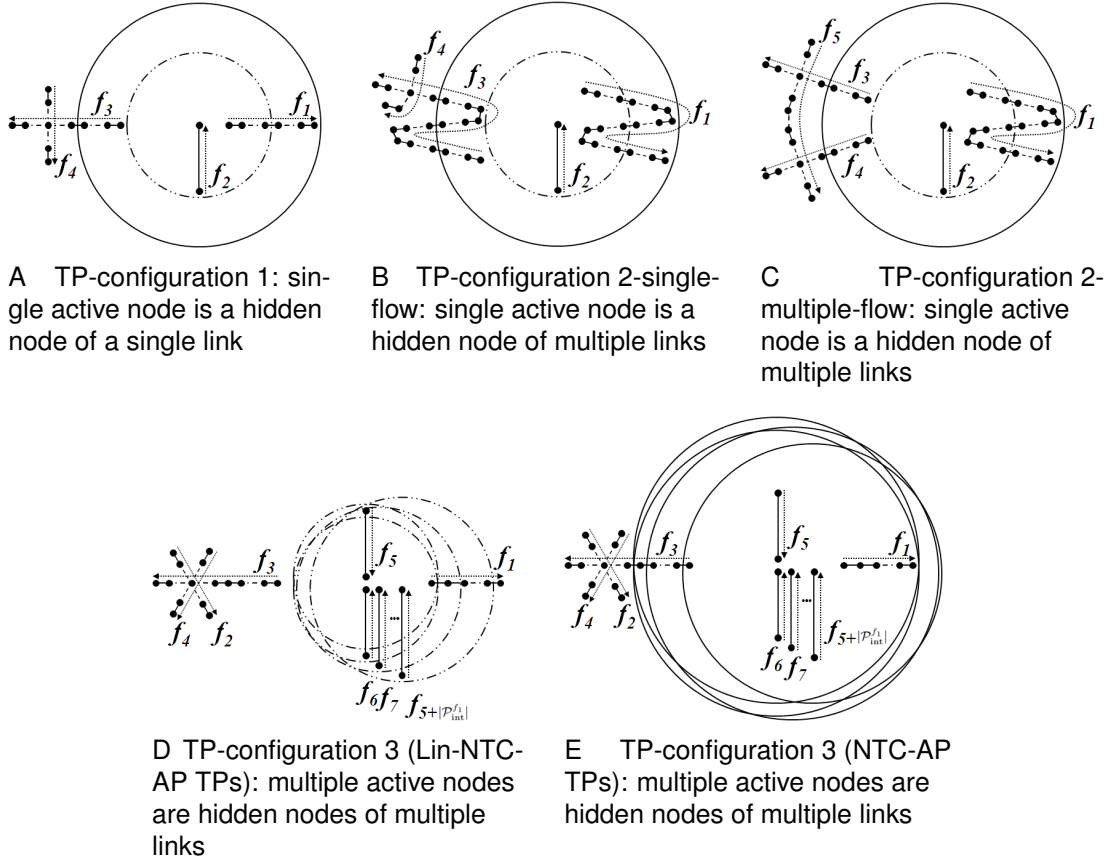 f3 f1
f4
f2
f4
f3
f1
f2
f5
f3
f1
f4
f2
A TP-configuration 1: sin-
gle active node is a hidden
node of a single link
B TP-configuration 2-single-
flow: single active node is a
hidden node of multiple links
C TP-configuration 2-
multiple-flow: single active
node is a hidden node of
multiple links
f3 f5 f1
...
f4 f2
f6 f7 f5+|𝒫int^f1|
f3 f5 f1
...
f4 f2
f6 f7 f5+|𝒫int^f1|
D TP-configuration 3 (Lin-NTC-
AP TPs): multiple active nodes
are hidden nodes of multiple
links
E TP-configuration 3 (NTC-AP
TPs): multiple active nodes are
hidden nodes of multiple links